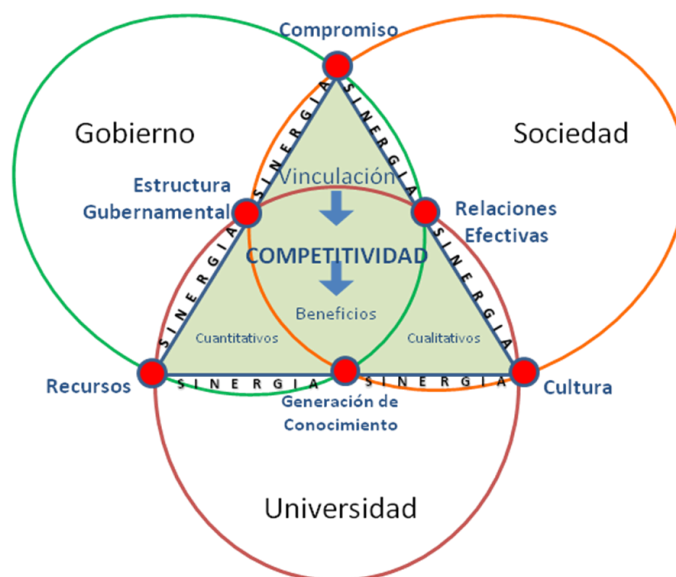 Compromiso
Gobierno
Sociedad
SINERGIA
SINERGIA
Vinculación
Estructura
Gubernamental
Relaciones
Efectivas
COMPETITIVIDAD
SINERGIA
SINERGIA
Beneficios
Cuantitativos
Cualitativos
Recursos
SINERGIA
SINERGIA
Cultura
Generación de
Conocimiento
Universidad